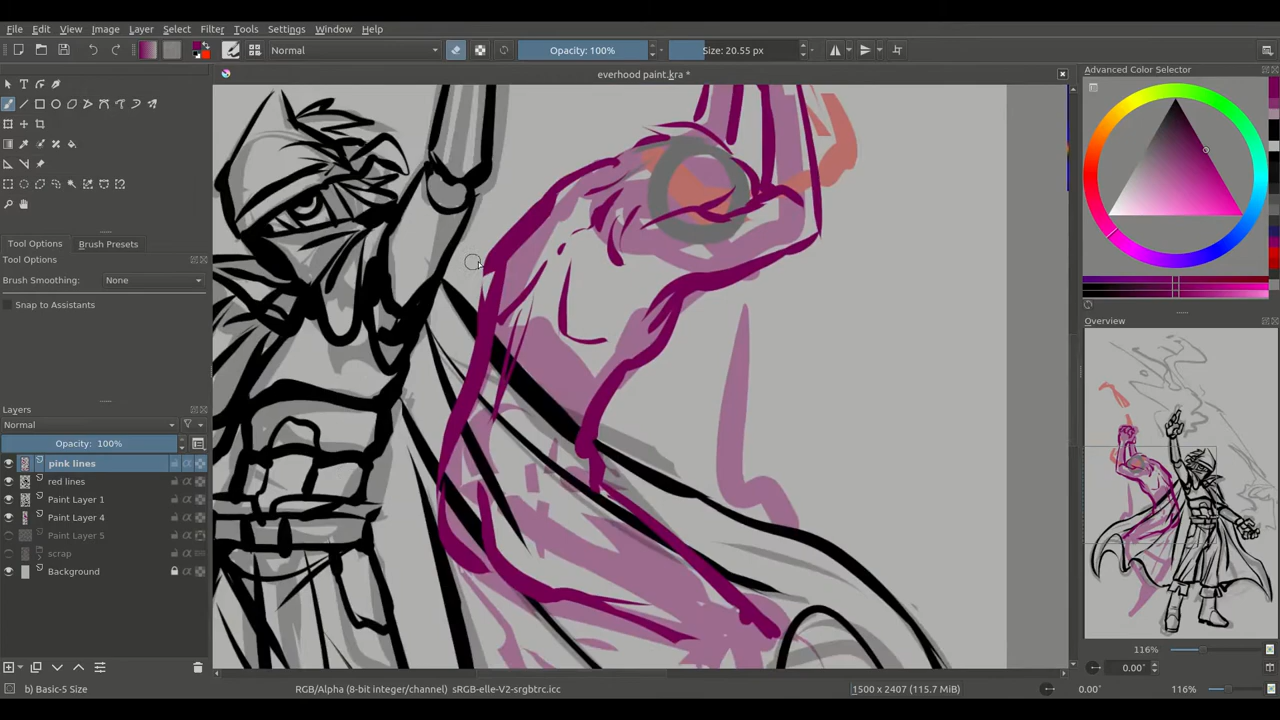 File Edit View Image Layer Select Filter Tools Settings Window Help
Normal Opacity: 100% Size: 20.55 px
everhood paint.kra *
Tool Options Brush Presets
Tool Options
Brush Smoothing: None
Snap to Assistants
Layers
Normal
Opacity: 100%
pink lines
red lines
Paint Layer 1
Paint Layer 4
Paint Layer 5
scrap
Background
b) Basic-5 Size
RGB/Alpha (8-bit integer/channel) sRGB-elle-V2-srgbtrc.icc
1500 x 2407 (115.7 MiB)
0.00°
116%
Advanced Color Selector
Overview
116%
0.00°